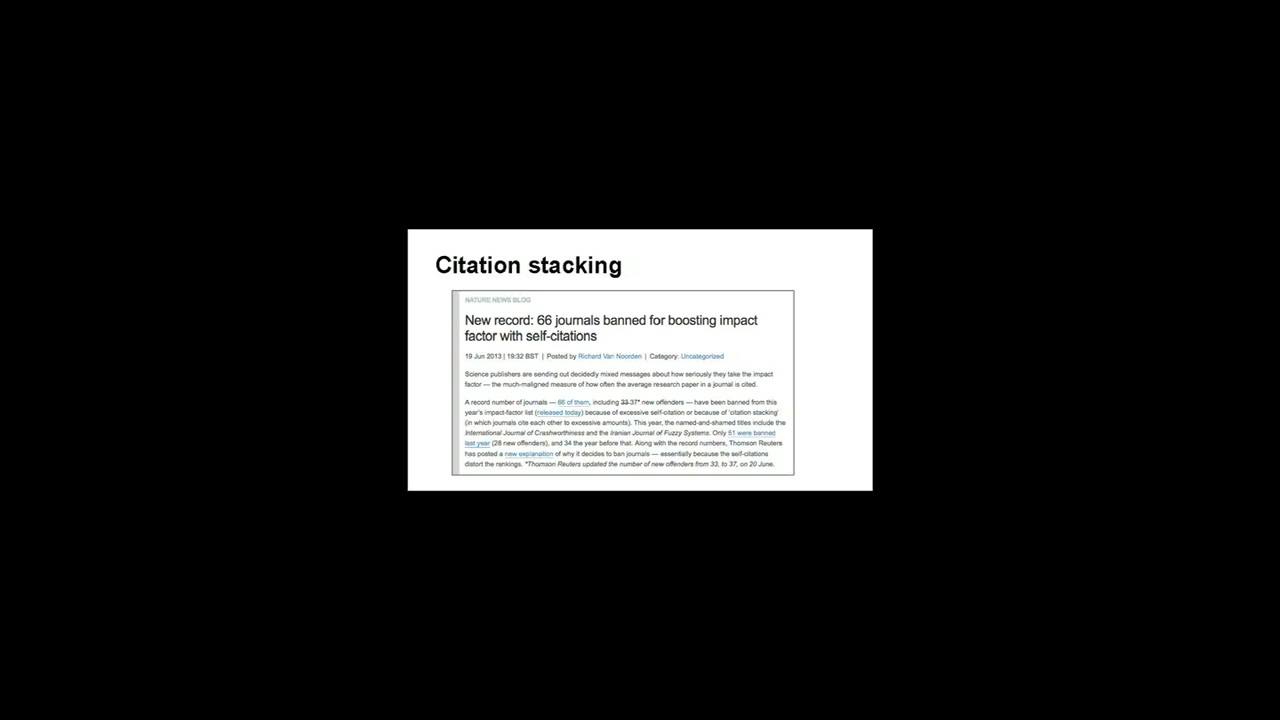 Citation stacking
NATURE NEWS BLOG
New record: 66 journals banned for boosting impact
factor with self-citations
19 Jun 2013 | 19:32 BST | Posted by Richard Van Noorden | Category: Uncategorized
Science publishers are sending out decidedly mixed messages about how seriously they take the impact
factor — the much-maligned measure of how often the average research paper in a journal is cited.
A record number of journals — 66 of them, including 33 37* new offenders — have been banned from this
year's impact-factor list (released today) because of excessive self-citation or because of 'citation stacking'
(in which journals cite each other to excessive amounts). This year, the named-and-shamed titles include the
International Journal of Crashworthiness and the Iranian Journal of Fuzzy Systems. Only 51 were banned
last year (28 new offenders), and 34 the year before that. Along with the record numbers, Thomson Reuters
has posted a new explanation of why it decides to ban journals — essentially because the self-citations
distort the rankings. *Thomson Reuters updated the number of new offenders from 33, to 37, on 20 June.